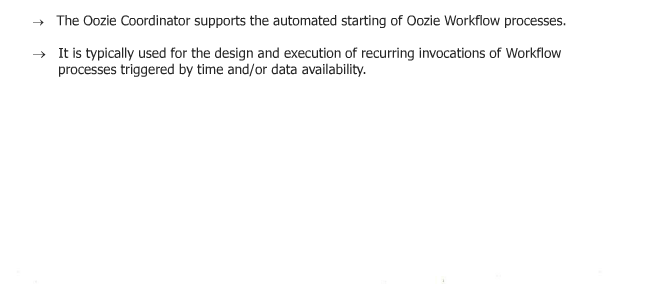 → The Oozie Coordinator supports the automated starting of Oozie Workflow processes.
→ It is typically used for the design and execution of recurring invocations of Workflow
processes triggered by time and/or data availability.